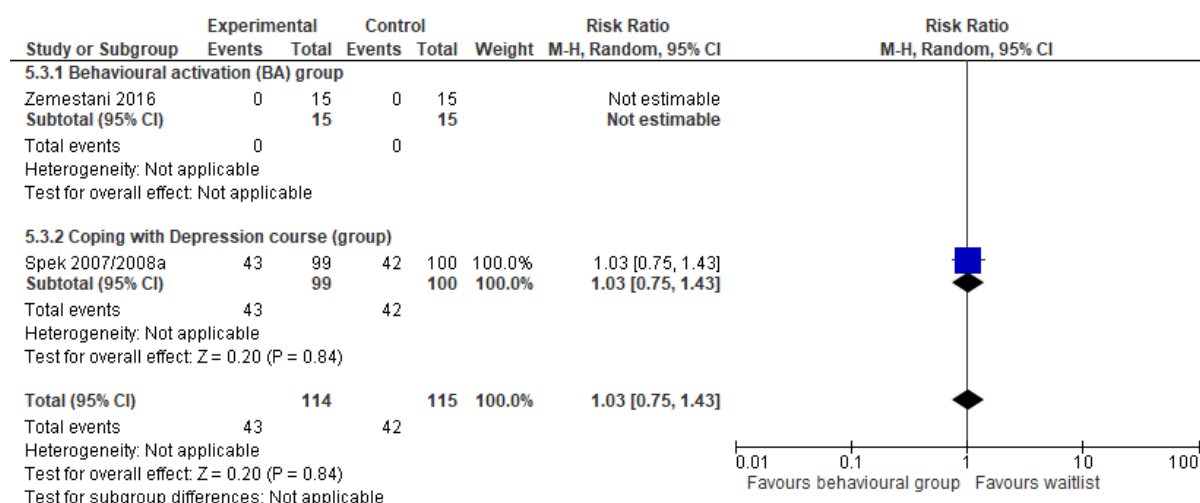 Experimental Control Risk Ratio Risk Ratio
Study or Subgroup Events Total Events Total Weight M-H, Random, 95% CI M-H, Random, 95% CI
5.3.1 Behavioural activation (BA) group
Zemestani 2016 0 15 0 15 Not estimable
Subtotal (95% CI) 15 15 Not estimable
Total events 0 0
Heterogeneity: Not applicable
Test for overall effect: Not applicable
5.3.2 Coping with Depression course (group)
Spek 2007/2008a 43 99 42 100 100.0% 1.03 [0.75, 1.43]
Subtotal (95% CI) 99 100 100.0% 1.03 [0.75, 1.43]
Total events 43 42
Heterogeneity: Not applicable
Test for overall effect: Z = 0.20 (P = 0.84)
Total (95% CI) 114 115 100.0% 1.03 [0.75, 1.43]
Total events 43 42
Heterogeneity: Not applicable
Test for overall effect: Z = 0.20 (P = 0.84)
Test for subgroup differences: Not applicable
0.01 0.1 1 10 100
Favours behavioural group Favours waitlist